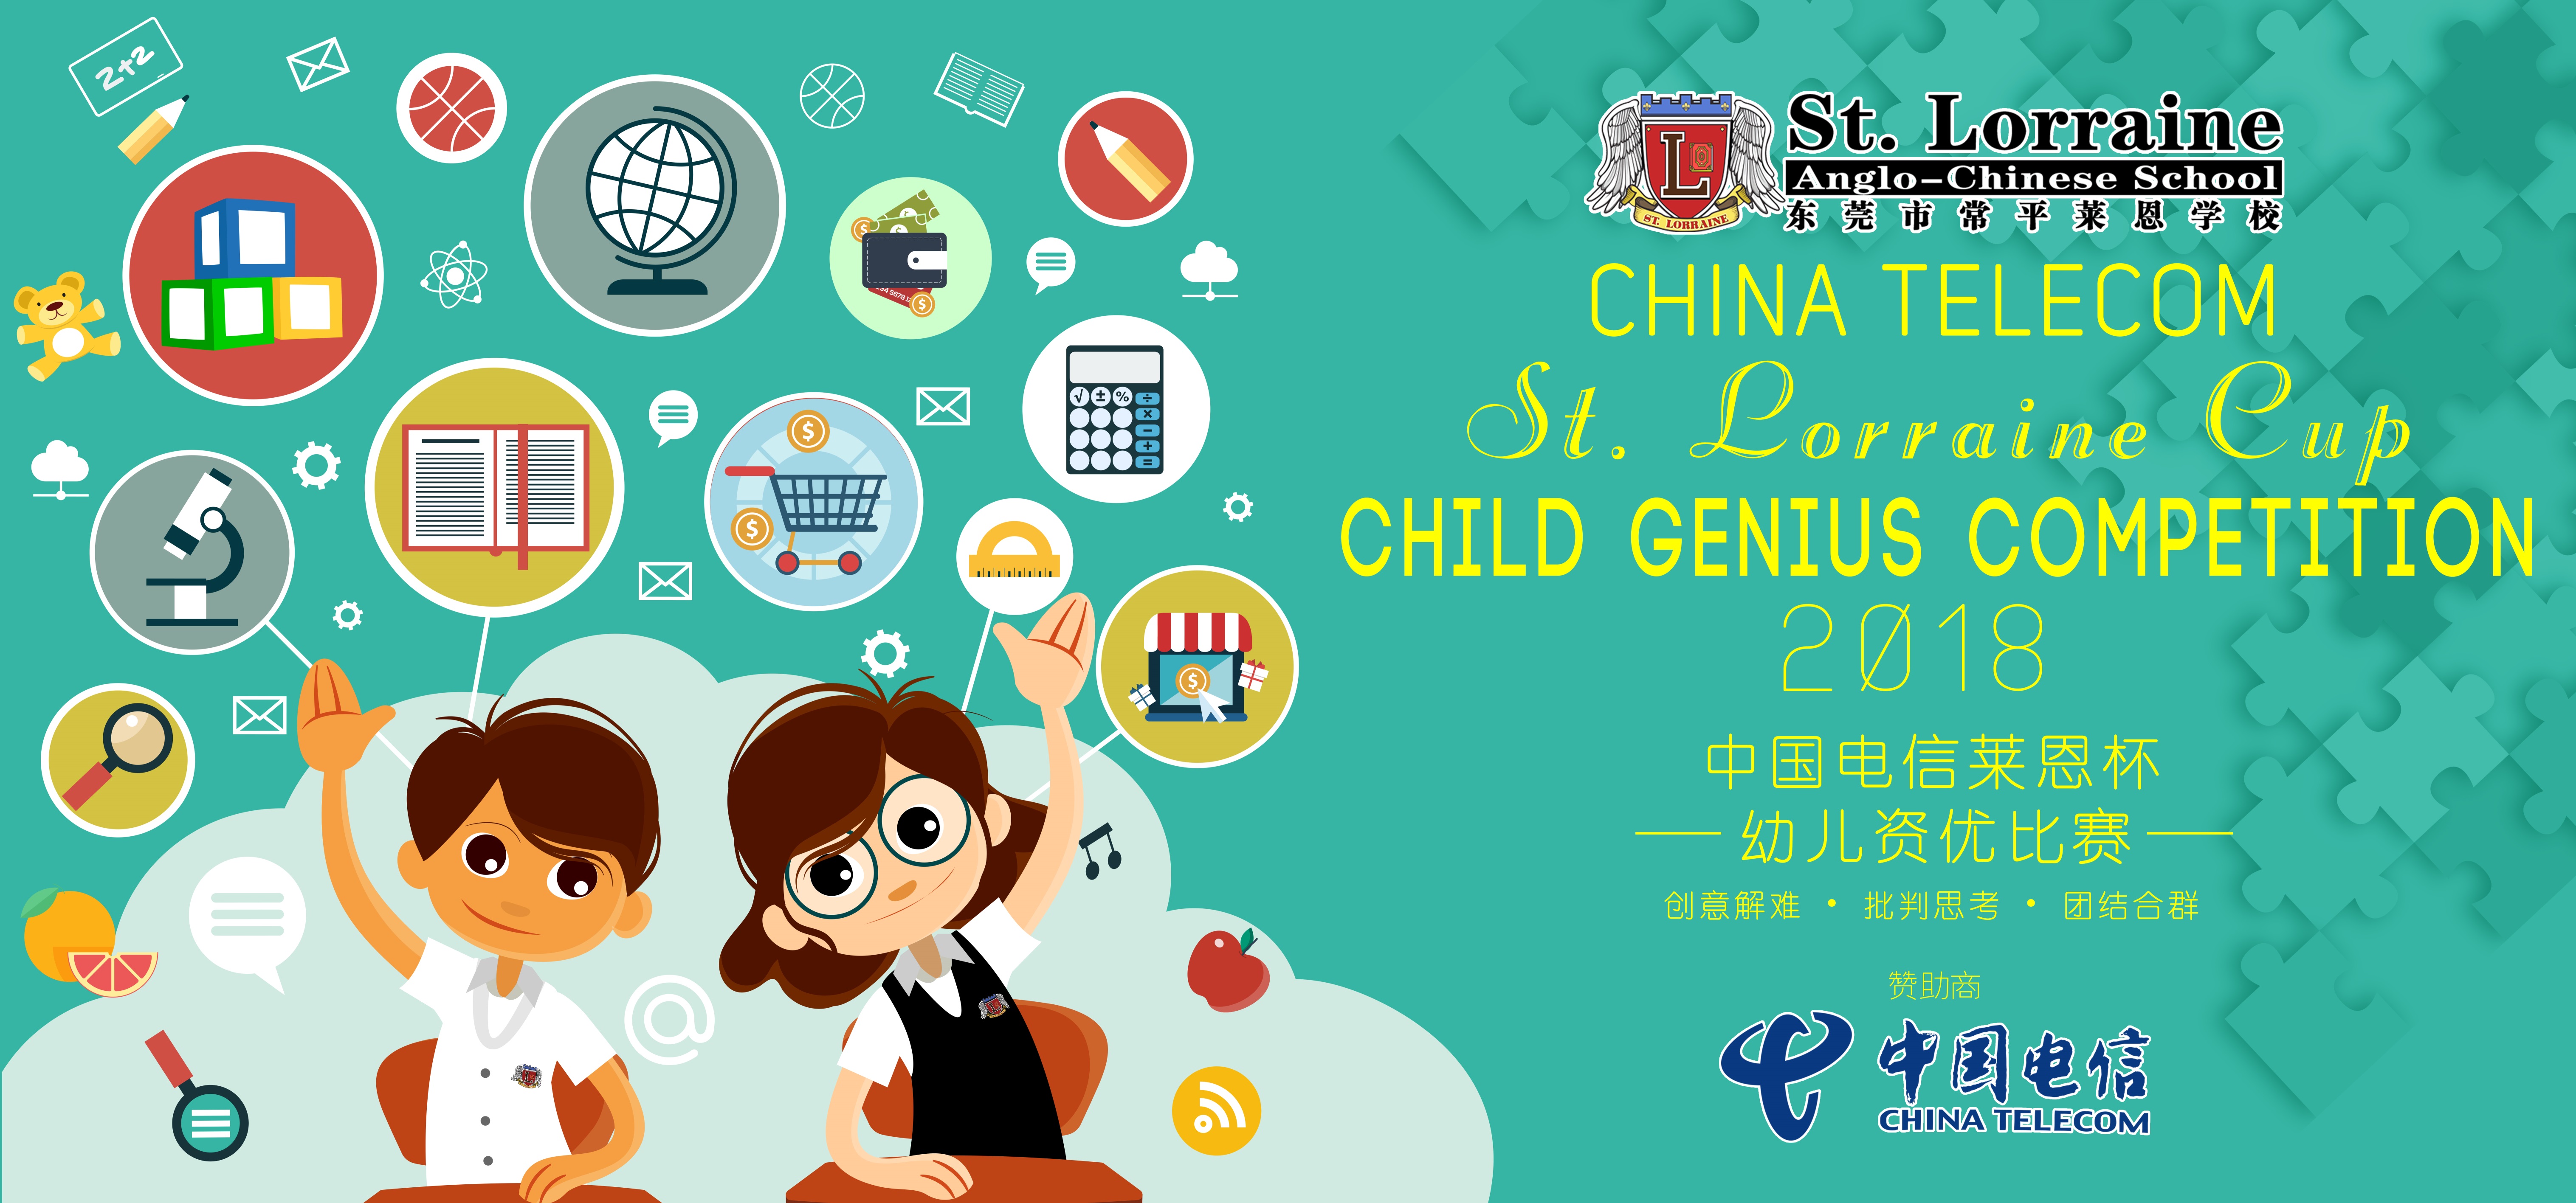 2+2
St. Lorraine
Anglo-Chinese School
东莞市常平莱恩学校
L
ST. LORRAINE
CHINA TELECOM
St. Lorraine Cup
CHILD GENIUS COMPETITION
2018
中国电信莱恩杯
幼儿资优比赛
创意解难 • 批判思考 • 团结合群
赞助商
中国电信
CHINA TELECOM
√ ± % ÷
×
−
+
=
$
$
$
$
$
@